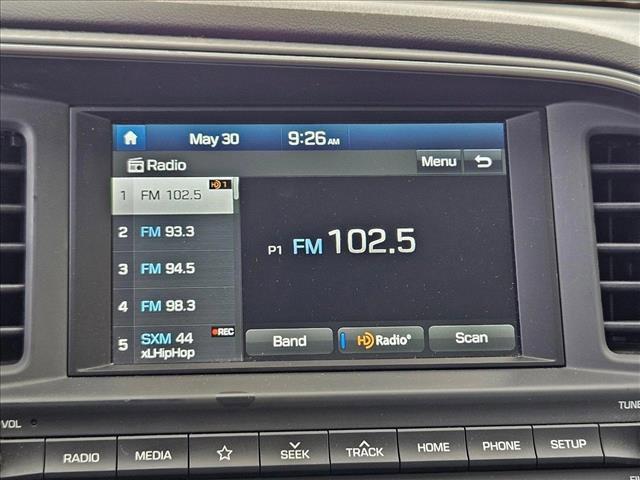 May 30 9:26 AM
Radio Menu
1 FM 102.5 HD 1
2 FM 93.3
3 FM 94.5
4 FM 98.3
5 SXM 44 REC
xLHipHop
P1 FM 102.5
Band HD Radio® Scan
VOL TUNE
RADIO MEDIA SEEK TRACK HOME PHONE SETUP